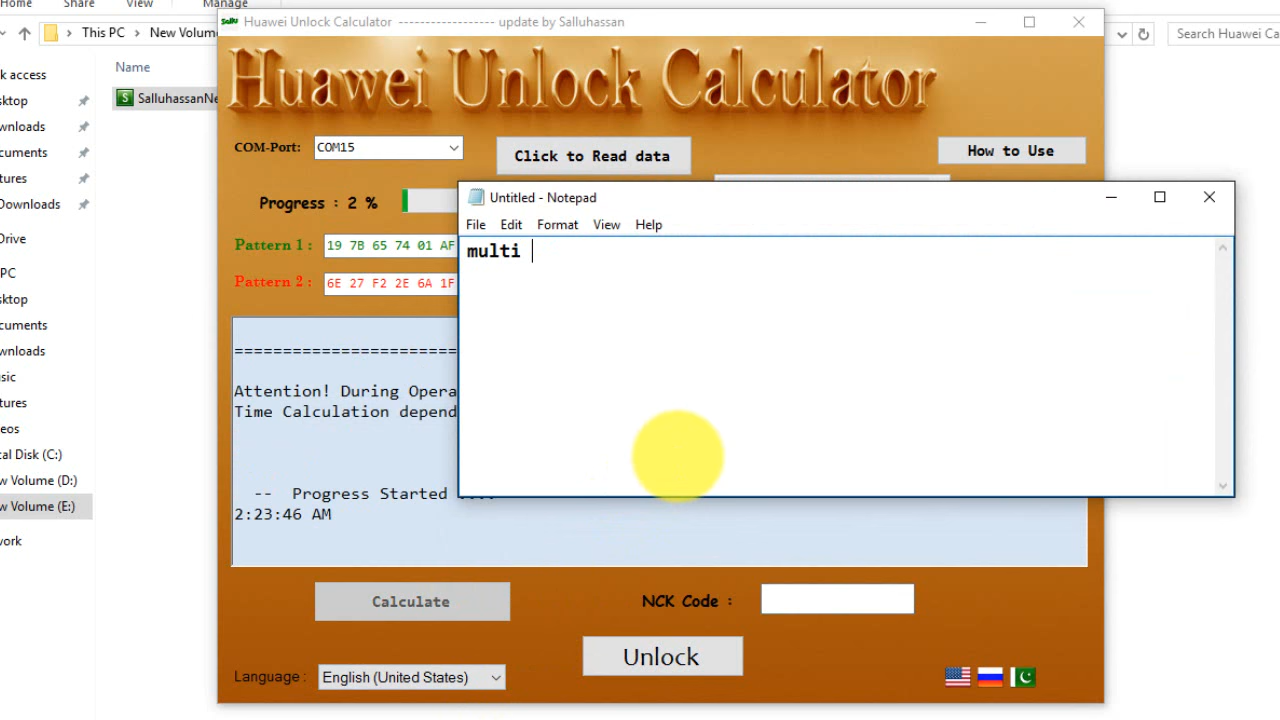 Home Share View Manage
This PC New Volum
Search Huawei Ca
Sallu Huawei Unlock Calculator ------------------ update by Salluhassan
Huawei Unlock Calculator
Name
SalluhassanNe
k access
sktop
wnloads
cuments
tures
Downloads
Drive
PC
sktop
cuments
wnloads
sic
tures
eos
cal Disk (C:)
w Volume (D:)
w Volume (E:)
work
COM-Port: COM15
Click to Read data
How to Use
Progress : 2 %
Pattern 1 : 19 7B 65 74 01 AF
Pattern 2 : 6E 27 F2 2E 6A 1F
Untitled - Notepad
File Edit Format View Help
multi
=======================
Attention! During Opera
Time Calculation depend
-- Progress Started ....
2:23:46 AM
Calculate
NCK Code :
Unlock
Language : English (United States)